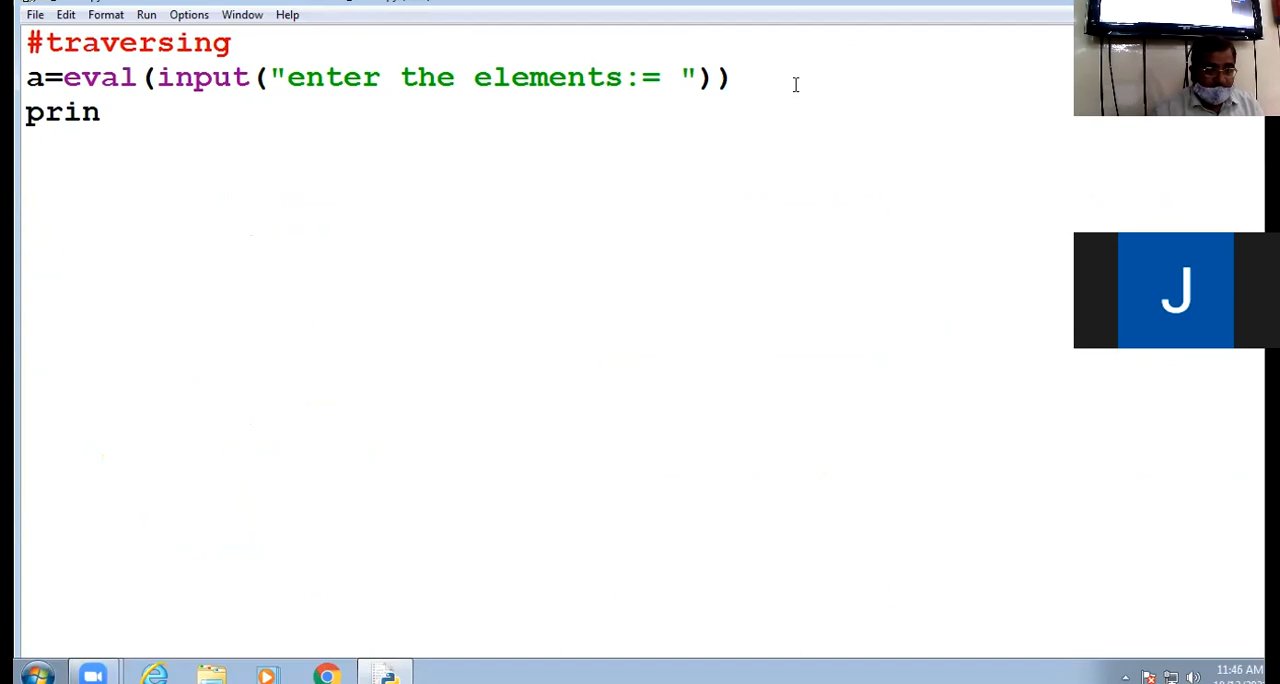 File Edit Format Run Options Window Help
#traversing
a=eval(input("enter the elements:= "))
prin
J
11:46 AM